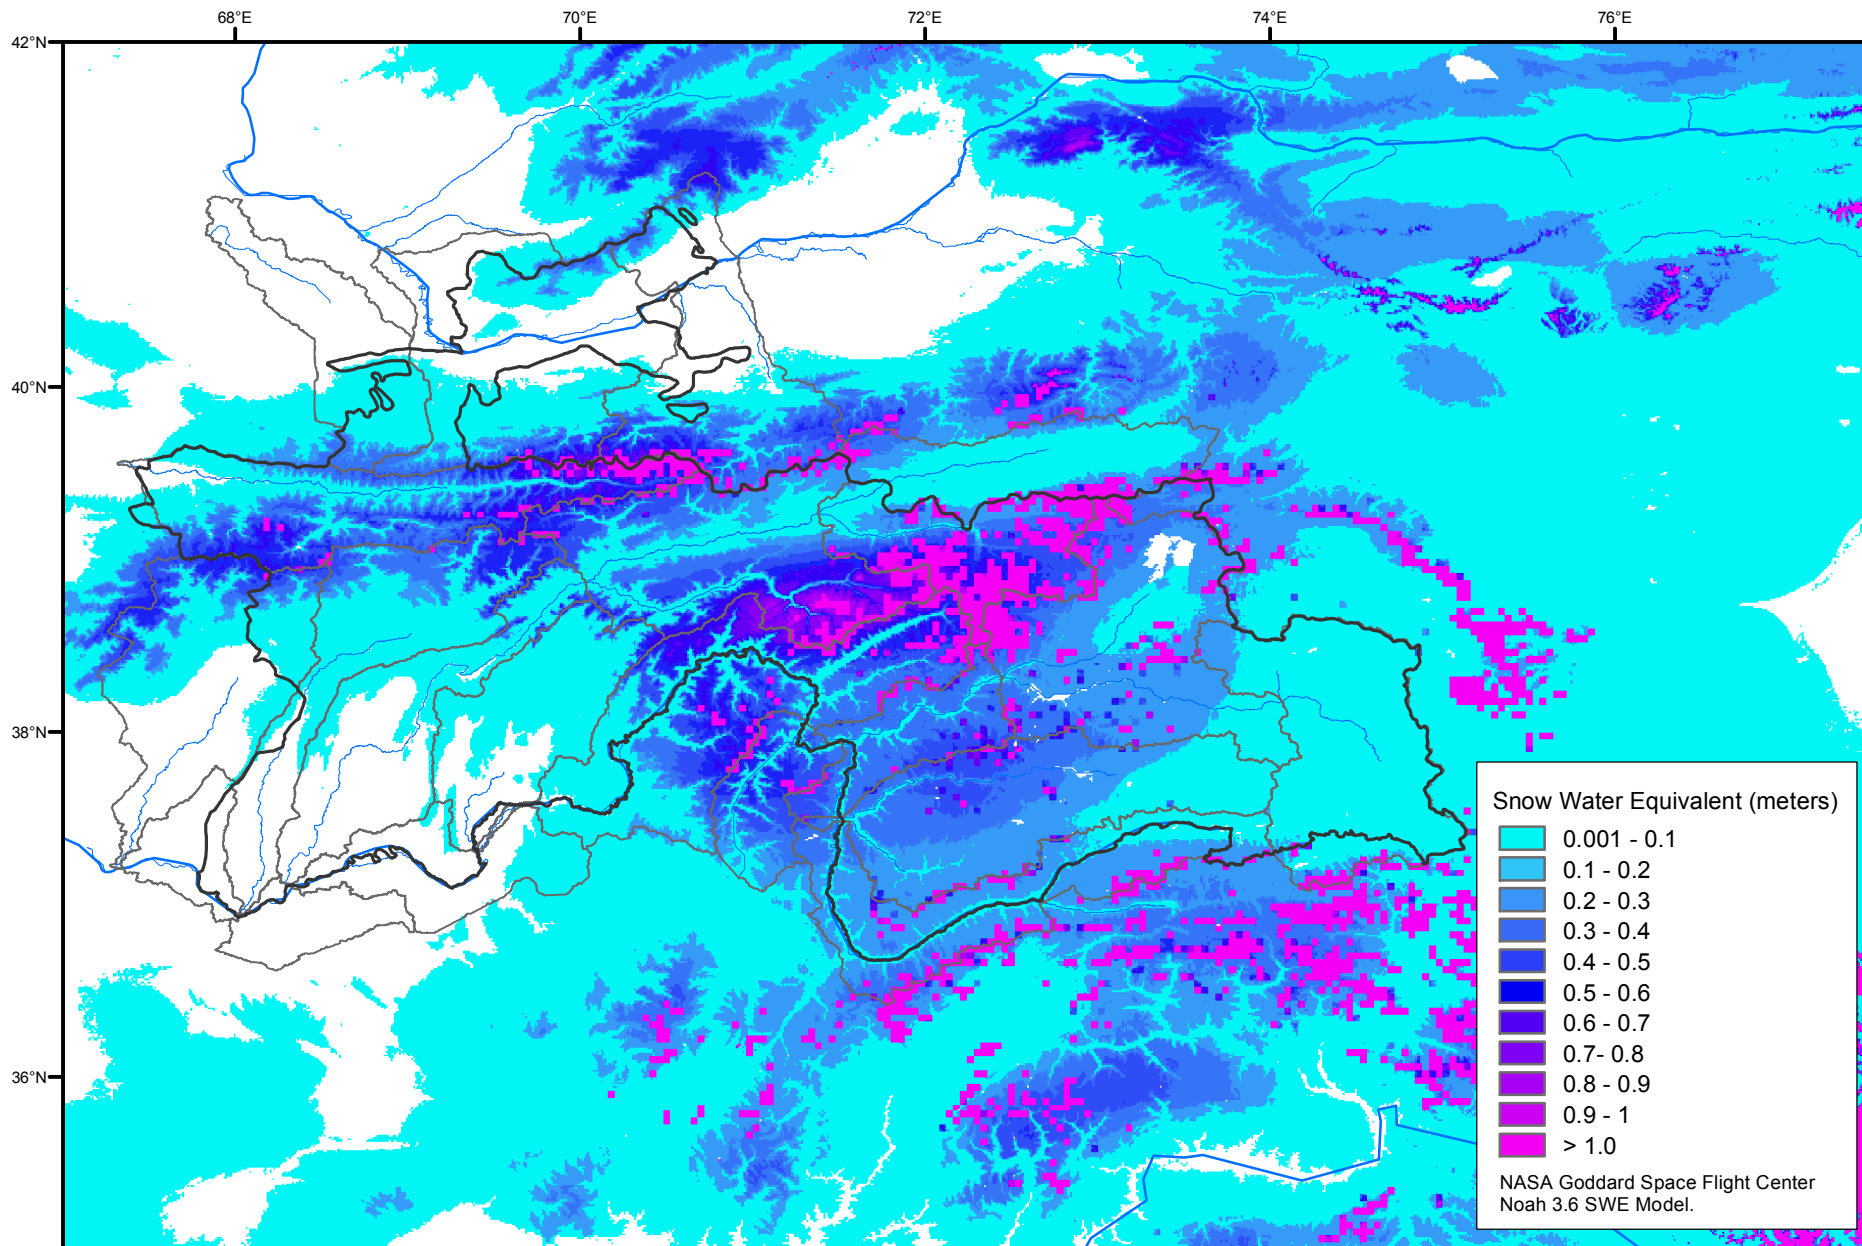 68°E
70°E
72°E
74°E
76°E
42°N
40°N
38°N
36°N
Snow Water Equivalent (meters)
0.001 - 0.1
0.1 - 0.2
0.2 - 0.3
0.3 - 0.4
0.4 - 0.5
0.5 - 0.6
0.6 - 0.7
0.7- 0.8
0.8 - 0.9
0.9 - 1
> 1.0
NASA Goddard Space Flight Center
Noah 3.6 SWE Model.